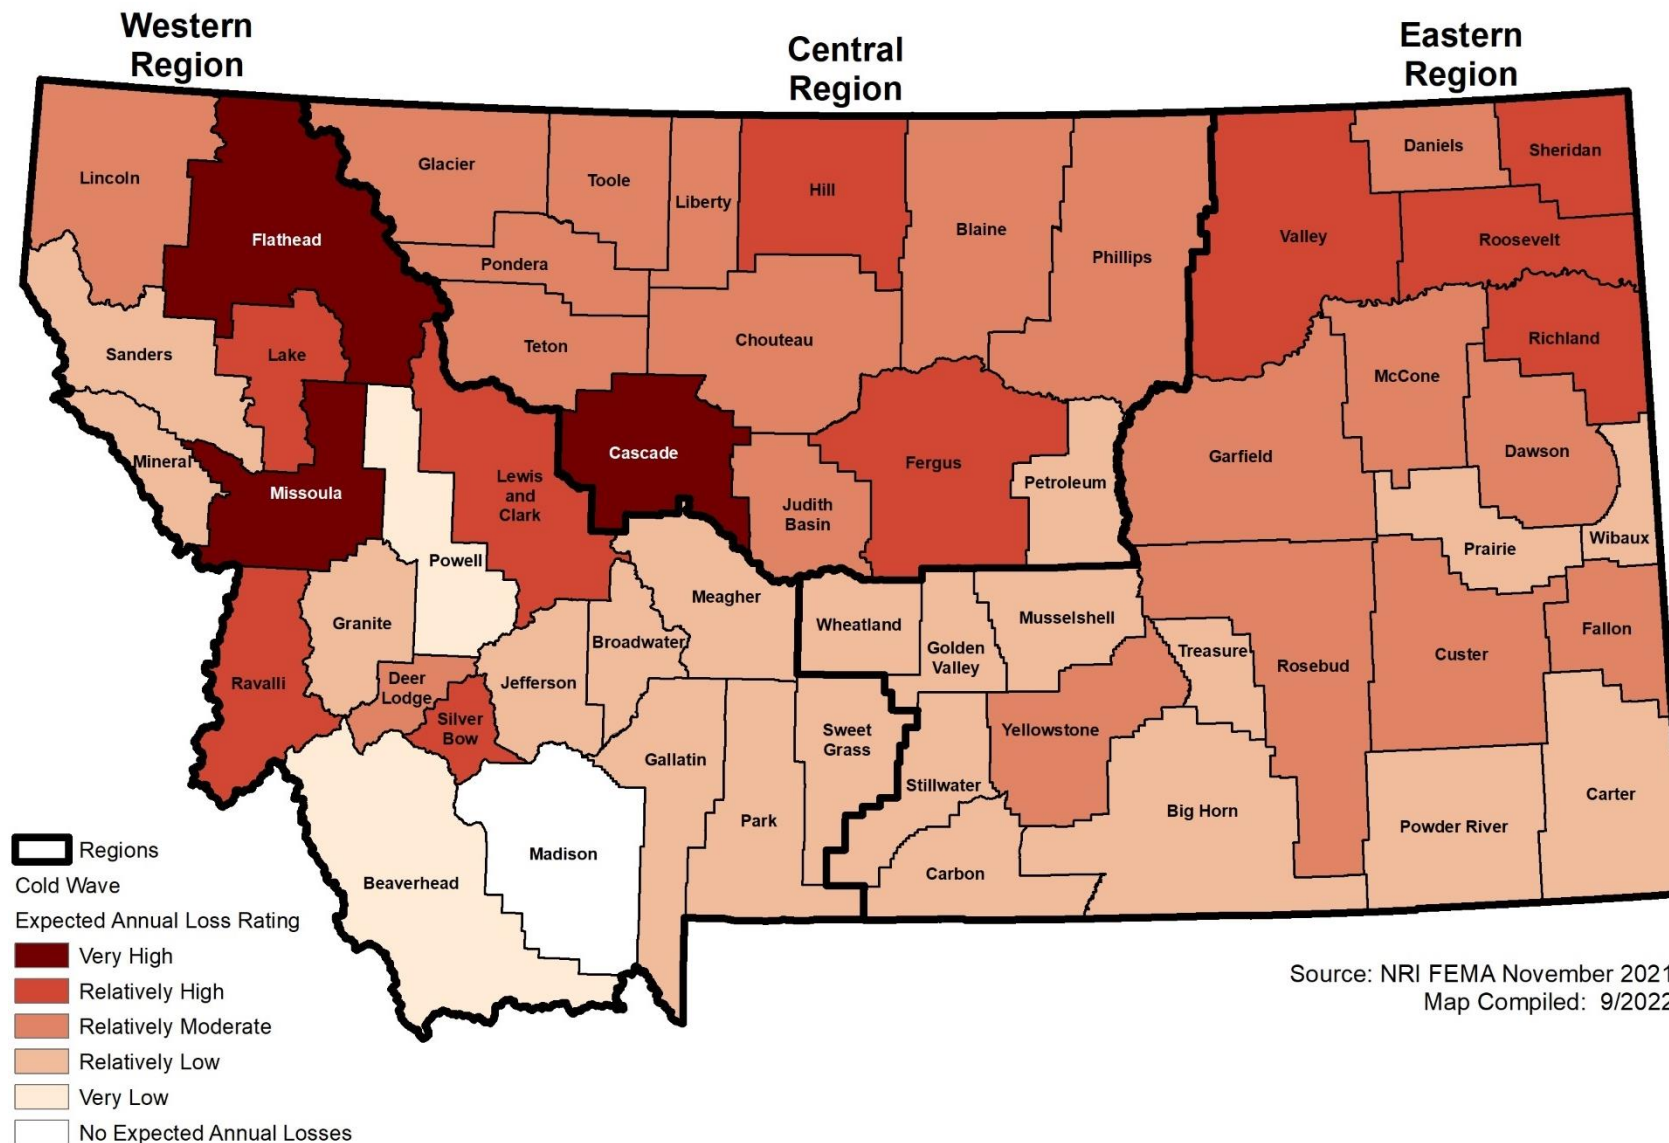 Western
Region
Central
Region
Eastern
Region
Lincoln
Flathead
Glacier
Toole
Liberty
Hill
Blaine
Phillips
Valley
Daniels
Sheridan
Roosevelt
Pondera
Teton
Chouteau
Richland
Sanders
Lake
McCone
Mineral
Missoula
Lewis
and
Clark
Cascade
Judith
Basin
Fergus
Petroleum
Garfield
Dawson
Prairie
Wibaux
Powell
Granite
Meagher
Broadwater
Jefferson
Wheatland
Golden
Valley
Musselshell
Treasure
Rosebud
Custer
Fallon
Ravalli
Deer
Lodge
Silver
Bow
Gallatin
Park
Sweet
Grass
Stillwater
Yellowstone
Big Horn
Carbon
Powder River
Carter
Beaverhead
Madison
Regions
Cold Wave
Expected Annual Loss Rating
Very High
Relatively High
Relatively Moderate
Relatively Low
Very Low
No Expected Annual Losses
Source: NRI FEMA November 2021
Map Compiled: 9/2022